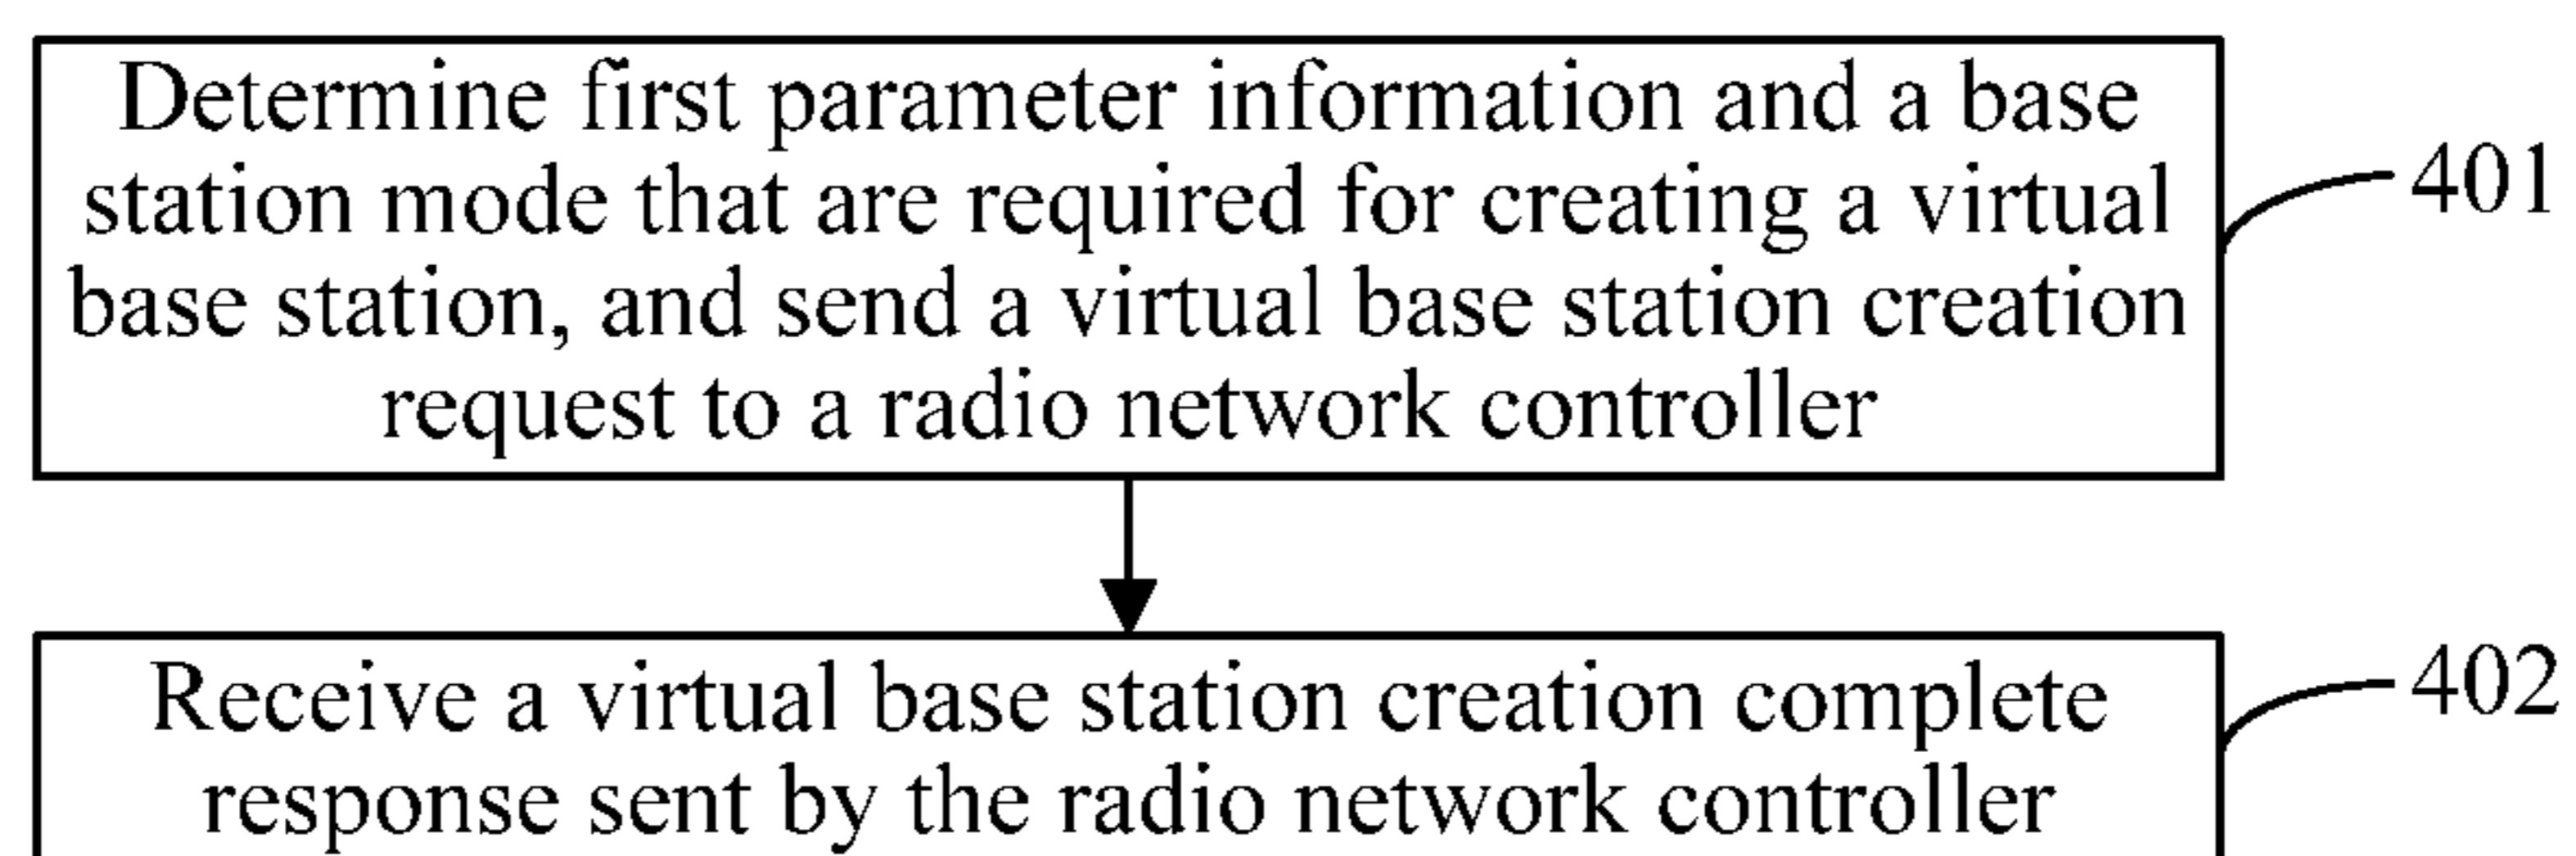 Determine first parameter information and a base
station mode that are required for creating a virtual
base station, and send a virtual base station creation
request to a radio network controller
401
Receive a virtual base station creation complete
response sent by the radio network controller
402